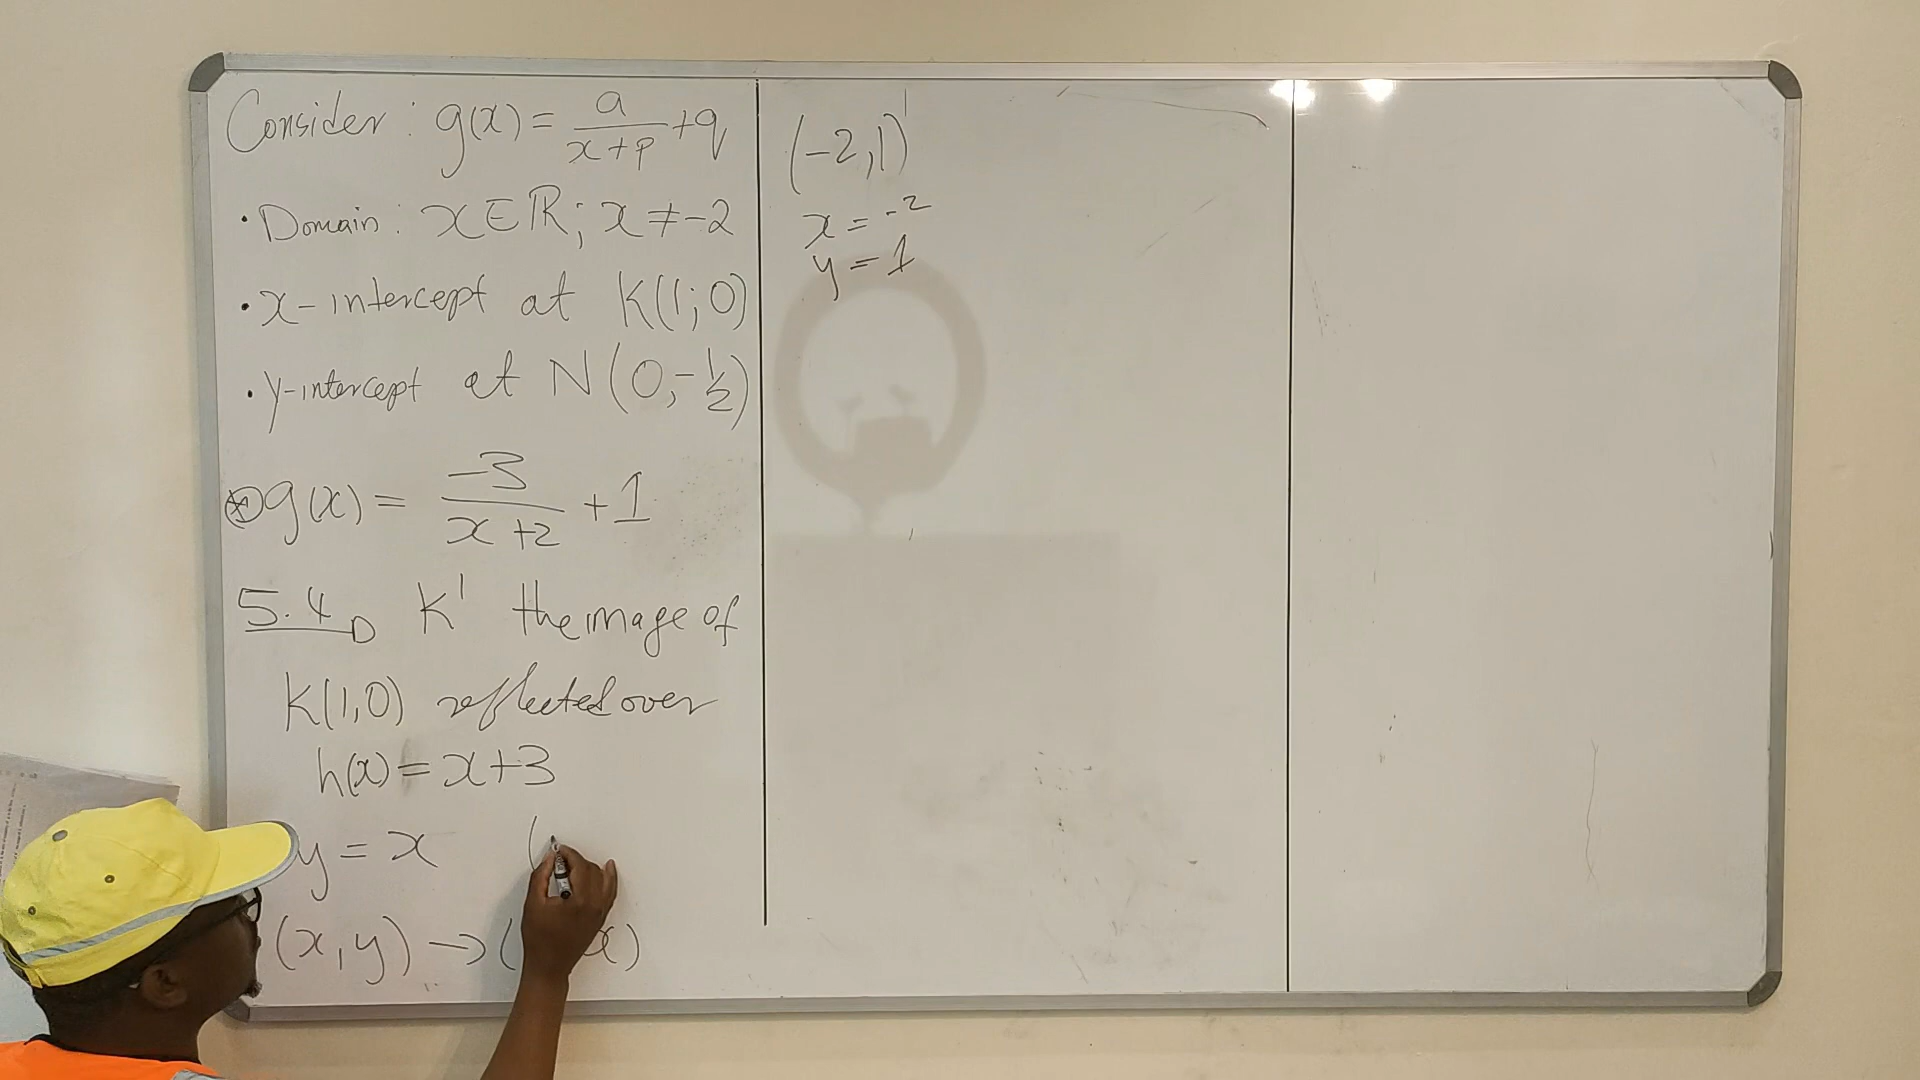 Consider: g(x) = a/(x+p) + q
• Domain: x∈ℝ; x ≠ -2
• x-intercept at K(1;0)
• y-intercept at N(0;-1/2)
g(x) = -3/(x+2) + 1
5.4 K' the image of
K(1,0) reflected over
h(x) = x+3
y = x (
(x,y) → ( x)
(-2,1)
x = -2
y = 1